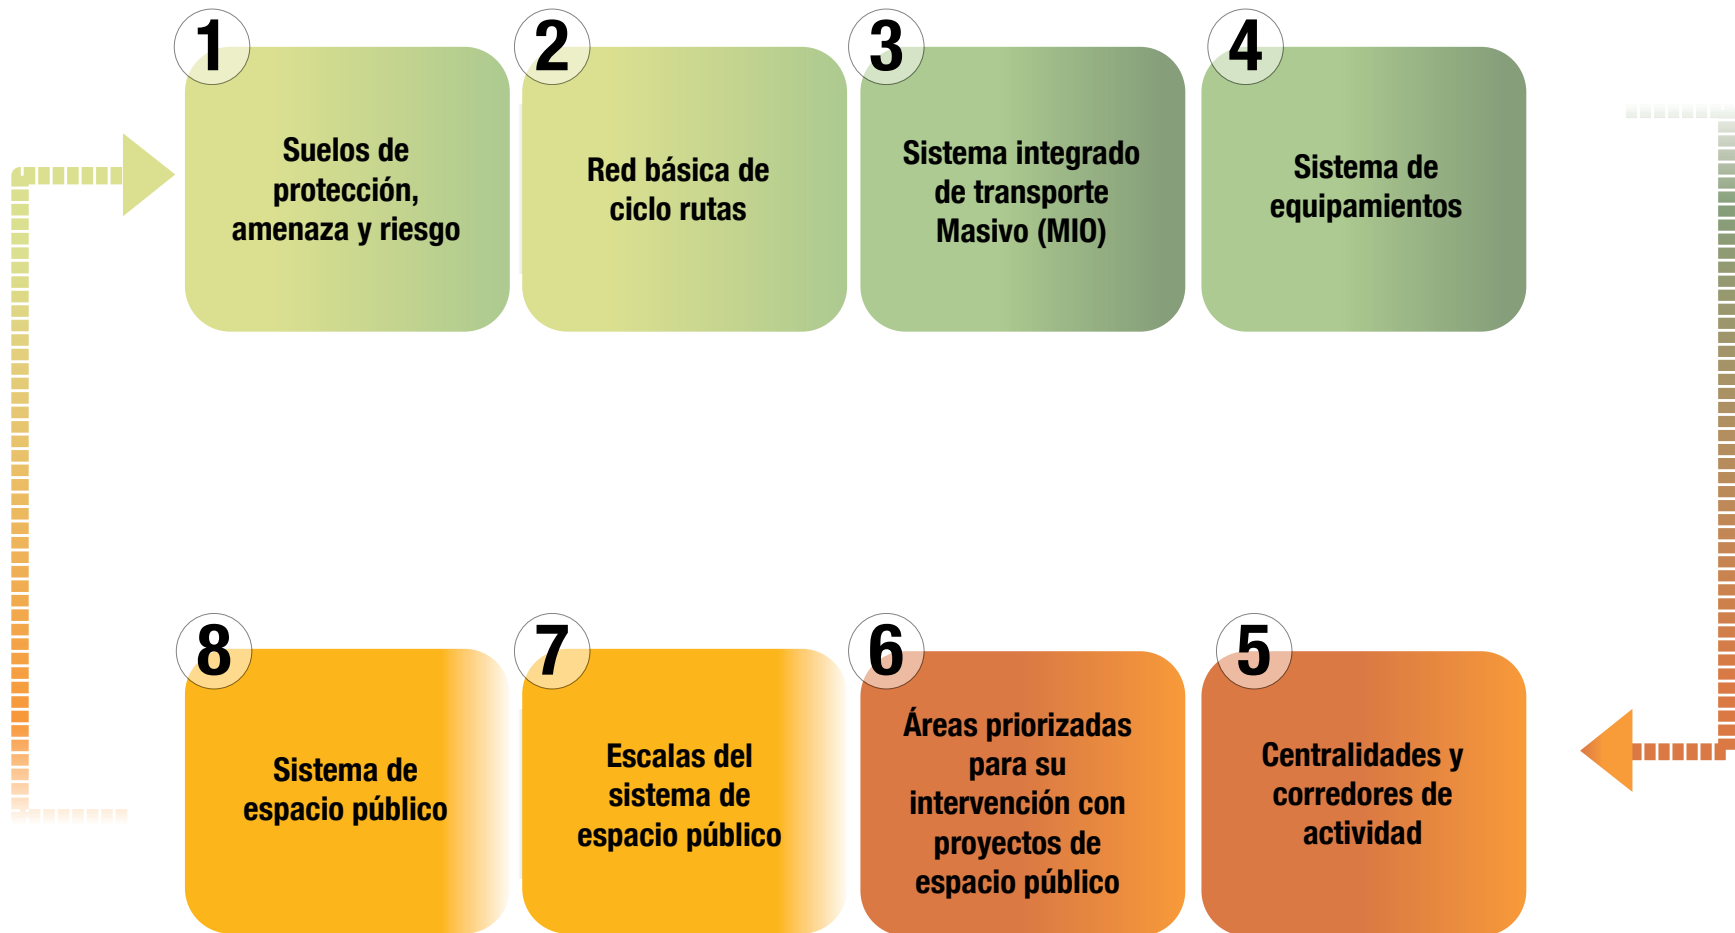 1
Suelos de
protección,
amenaza y riesgo
2
Red básica de
ciclo rutas
3
Sistema integrado
de transporte
Masivo (MIO)
4
Sistema de
equipamientos
8
Sistema de
espacio público
7
Escalas del
sistema de
espacio público
6
Áreas priorizadas
para su
intervención con
proyectos de
espacio público
5
Centralidades y
corredores de
actividad